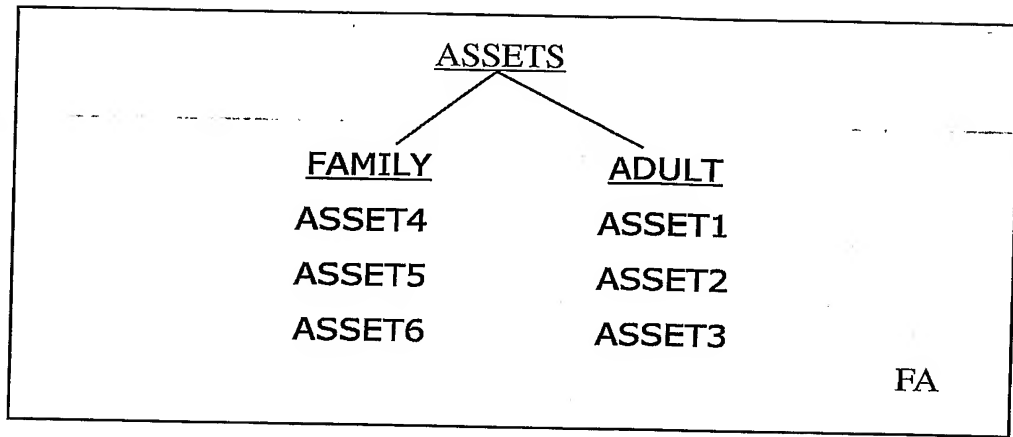 ASSETS
FAMILY ADULT
ASSET4 ASSET1
ASSET5 ASSET2
ASSET6 ASSET3
FA